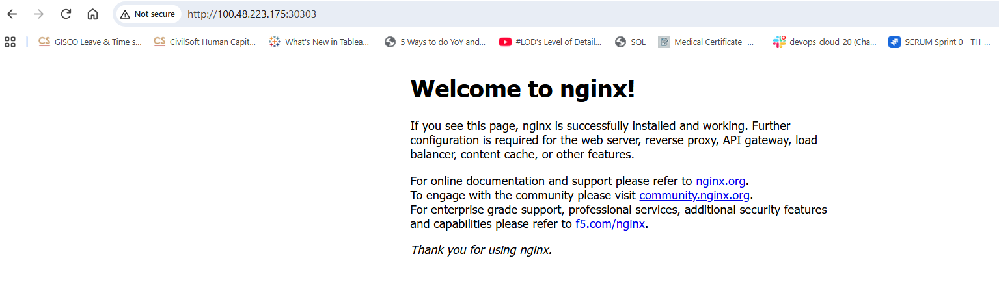 Not secure
http://100.48.223.175:30303
GISCO Leave & Time s...
CivilSoft Human Capit...
What's New in Tablea...
5 Ways to do YoY and...
#LOD's Level of Detail...
SQL
Medical Certificate -...
devops-cloud-20 (Cha...
SCRUM Sprint 0 - TH-...
Welcome to nginx!
If you see this page, nginx is successfully installed and working. Further
configuration is required for the web server, reverse proxy, API gateway, load
balancer, content cache, or other features.
For online documentation and support please refer to nginx.org.
To engage with the community please visit community.nginx.org.
For enterprise grade support, professional services, additional security features
and capabilities please refer to f5.com/nginx.
Thank you for using nginx.